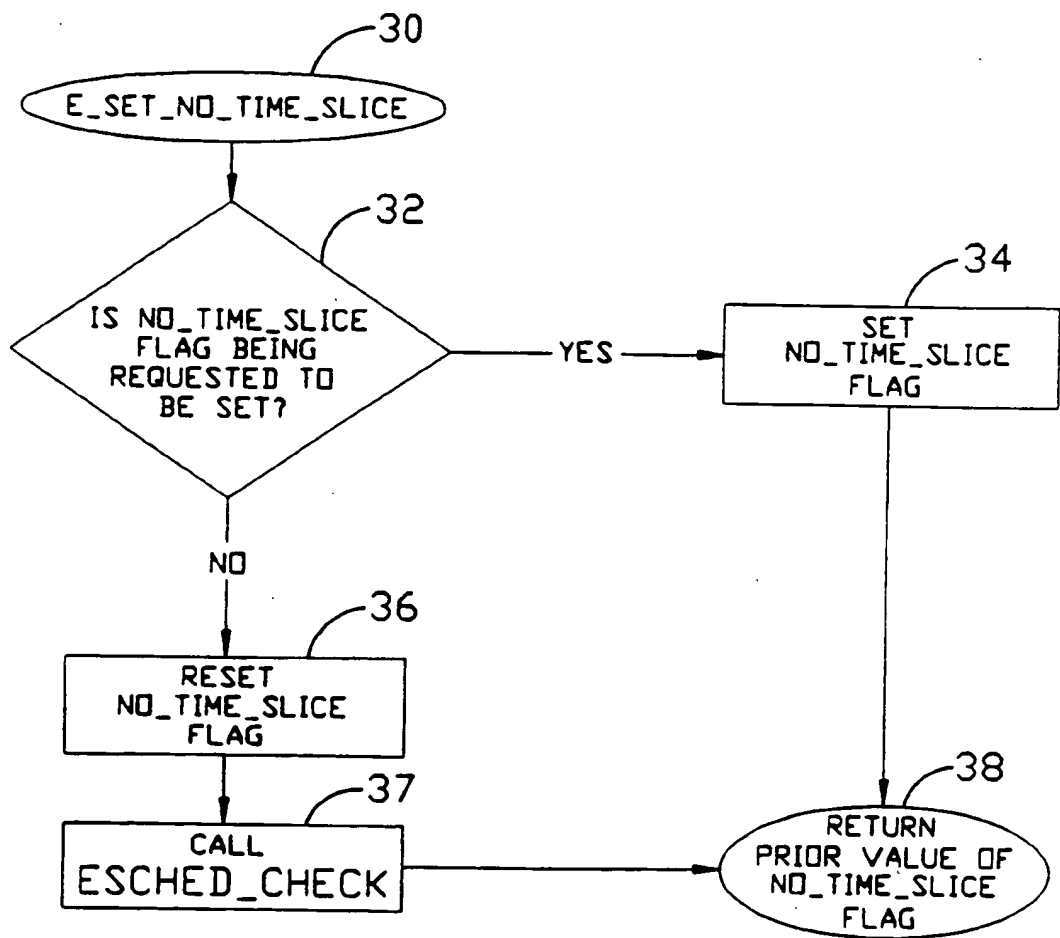 30
E_SET_NO_TIME_SLICE
32
IS NO_TIME_SLICE
FLAG BEING
REQUESTED TO
BE SET?
YES
34
SET
NO_TIME_SLICE
FLAG
NO
36
RESET
NO_TIME_SLICE
FLAG
37
CALL
ESCHED_CHECK
38
RETURN
PRIOR VALUE OF
NO_TIME_SLICE
FLAG